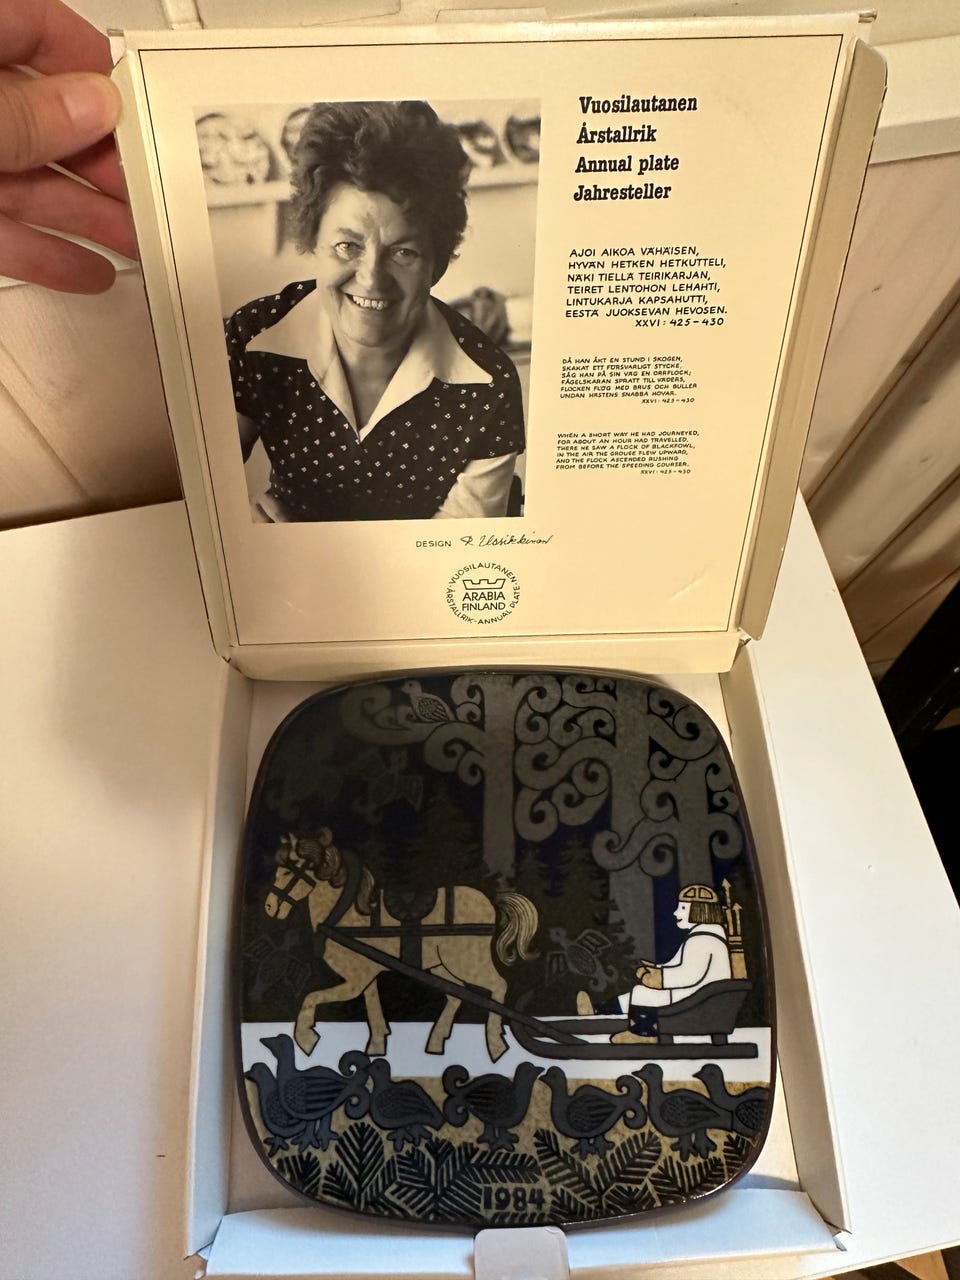 Vuosilautanen
Årstallrik
Annual plate
Jahresteller
AJOI AIKOA VÄHÄISEN,
HYVÄN HETKEN HETKUTTELI,
NÄKI TIELLÄ TEIRIKARJAN,
TEIRET LENTOHON LEHAHTI,
LINTUKARJA KAPSAHUTTI,
EESTÄ JUOKSEVAN HEVOSEN.
XXVI: 425-430
DÅ HAN ÅKT EN STUND I SKOGEN,
SKAKAT ETT FÖRSVARLIGT STYCKE,
SÅG HAN PÅ SIN VÄG EN ORRFLOCK;
FÅGELSKARAN SPRATT TILL VÄDERS,
FLOCKEN FLÖG MED BRUS OCH BULLER
UNDAN HÄSTENS SNABBA HOVAR.
XXVI: 425-430
WHEN A SHORT WAY HE HAD JOURNEYED,
FOR ABOUT AN HOUR HAD TRAVELLED,
THERE HE SAW A FLOCK OF BLACKFOWL,
IN THE AIR THE GROUSE FLEW UPWARD,
AND THE FLOCK ASCENDED RUSHING
FROM BEFORE THE SPEEDING COURSER.
XXVI: 425-430
DESIGN R. Uosikkinen
·VUOSILAUTANEN·
ARABIA
FINLAND
ÅRSTALLRIK·ANNUAL PLATE
1984